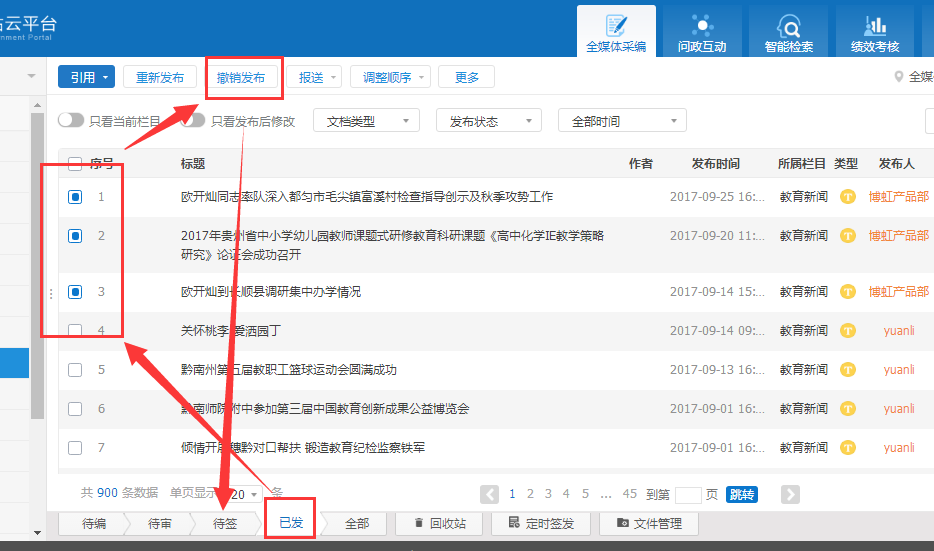 云平台
nment Portal
全媒体采编 问政互动 智能检索 绩效考核
引用 重新发布 撤销发布 报送 调整顺序 更多 全媒
只看当前栏目 只看发布后修改 文档类型 发布状态 全部时间
序号 标题 作者 发布时间 所属栏目 类型 发布人
1 欧开灿同志率队深入都匀市毛尖镇富溪村检查指导创示及秋季攻势工作 2017-09-25 16:... 教育新闻 T 博虹产品部
2 2017年贵州省中小学幼儿园教师课题式研修教育科研课题《高中化学IE教学策略 2017-09-20 11:... 教育新闻 T 博虹产品部
研究》论证会成功召开
3 欧开灿到长顺县调研集中办学情况 2017-09-14 15:... 教育新闻 T 博虹产品部
4 关怀桃李 爱洒园丁 2017-09-14 09:... 教育新闻 T yuanli
5 黔南州第五届教职工篮球运动会圆满成功 2017-09-13 16:... 教育新闻 T yuanli
6 黔南师院附中参加第三届中国教育创新成果公益博览会 2017-09-01 16:... 教育新闻 T yuanli
7 倾情开展穗黔对口帮扶 锻造教育纪检监察铁军 2017-09-01 16:... 教育新闻 T yuanli
共 900 条数据 单页显示 20 条 1 2 3 4 5 ... 45 到第 页 跳转
待编 待审 待签 已发 全部 回收站 定时签发 文件管理